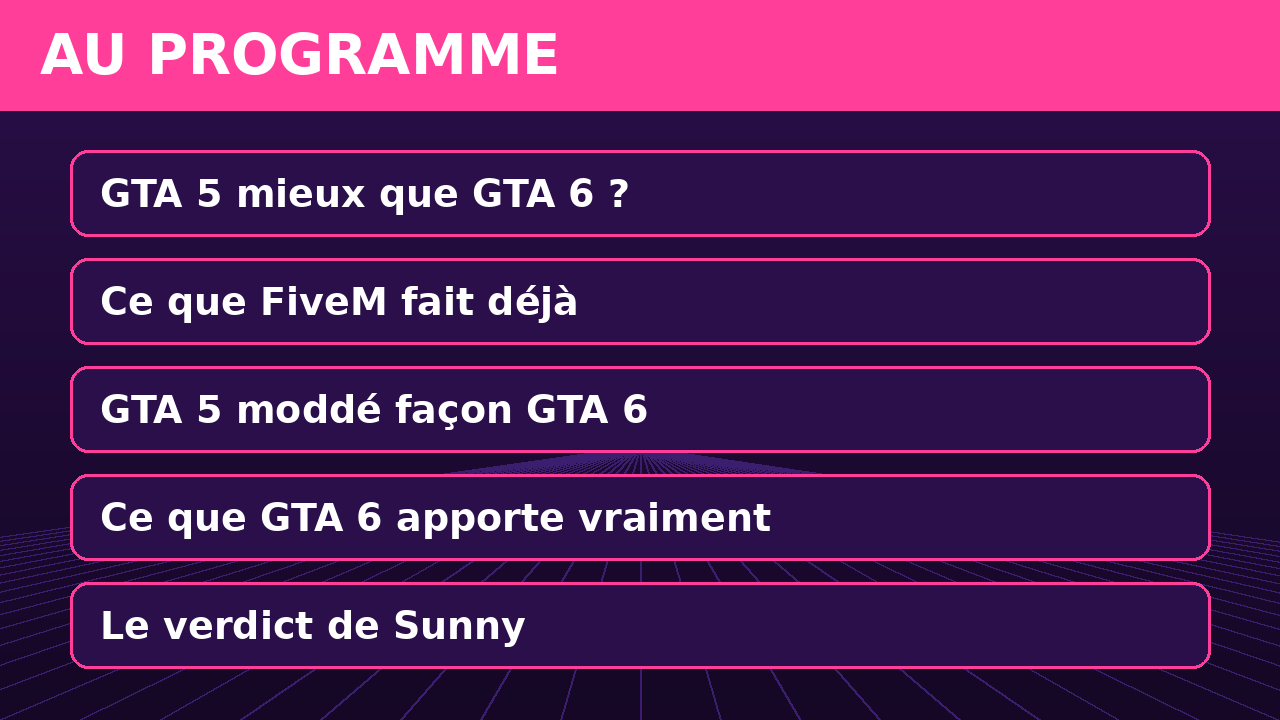 AU PROGRAMME
GTA 5 mieux que GTA 6 ?
Ce que FiveM fait déjà
GTA 5 moddé façon GTA 6
Ce que GTA 6 apporte vraiment
Le verdict de Sunny